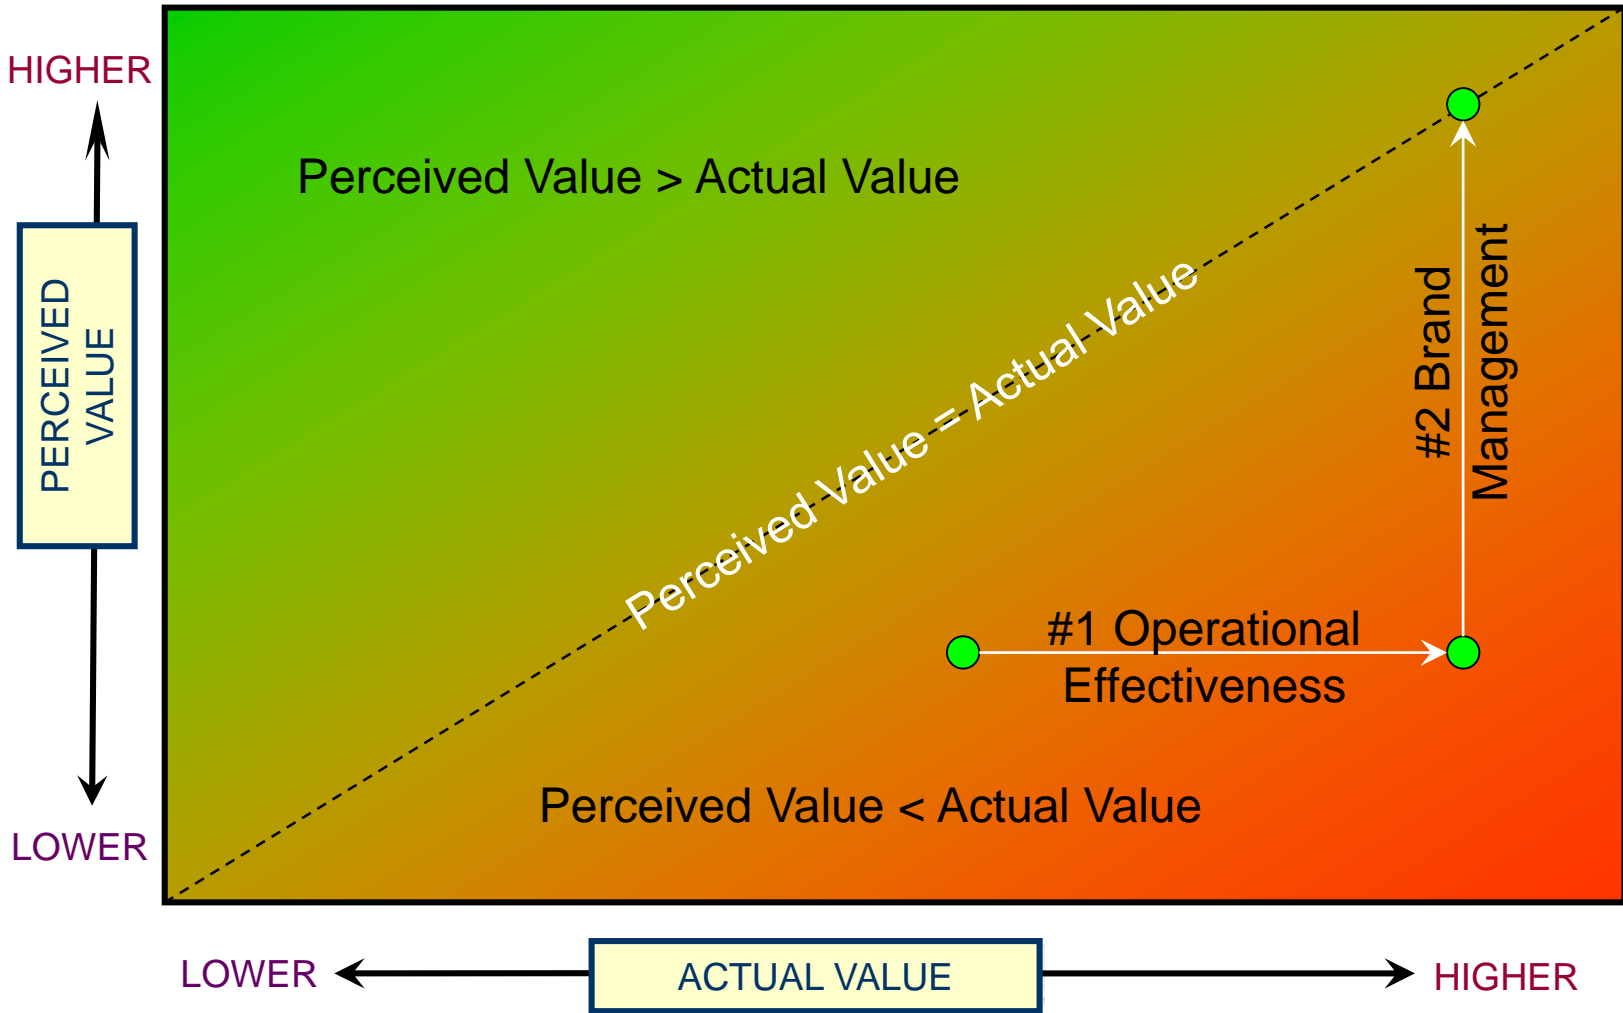 HIGHER
Perceived Value > Actual Value
PERCEIVED
VALUE
Perceived Value = Actual Value
#2 Brand
Management
#1 Operational
Effectiveness
Perceived Value < Actual Value
LOWER
LOWER
ACTUAL VALUE
HIGHER